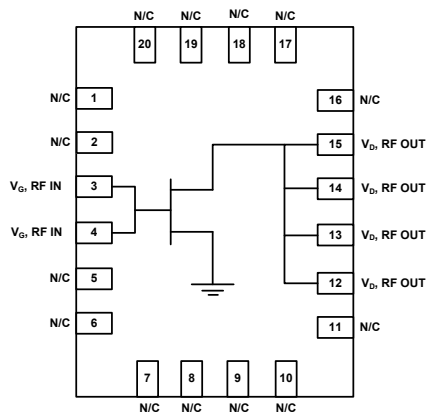 N/C N/C N/C N/C
20 19 18 17
N/C 1
16 N/C
N/C 2
15 V_D, RF OUT
V_G, RF IN 3
14 V_D, RF OUT
V_G, RF IN 4
13 V_D, RF OUT
N/C 5
12 V_D, RF OUT
N/C 6
11 N/C
7 8 9 10
N/C N/C N/C N/C